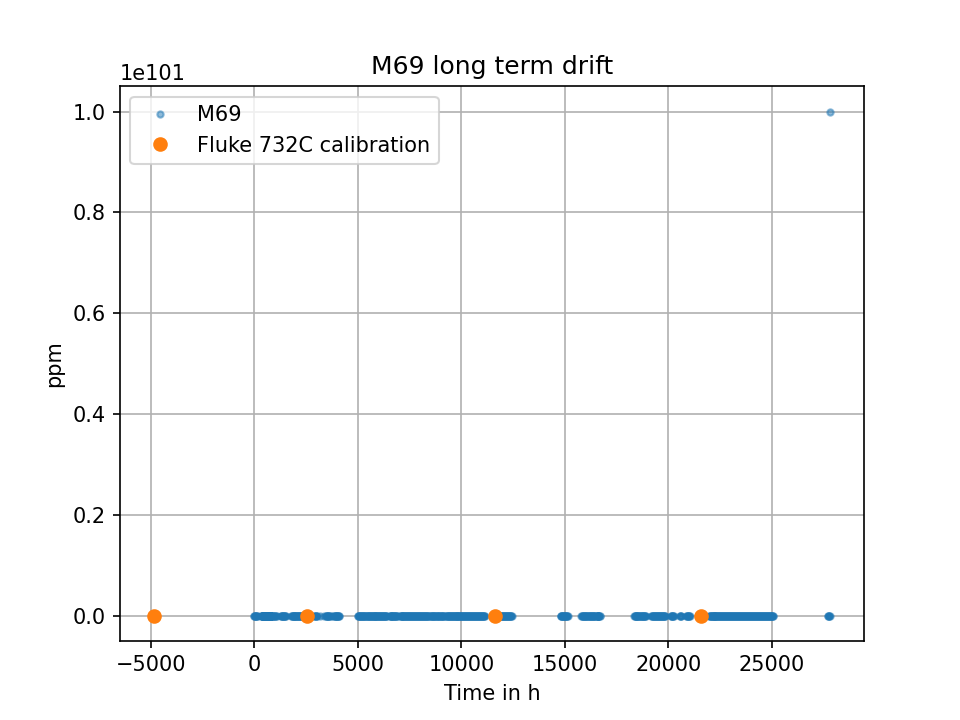 M69 long term drift
1e101
1.0
0.8
0.6
0.4
0.2
0.0
ppm
M69
Fluke 732C calibration
−5000 0 5000 10000 15000 20000 25000
Time in h